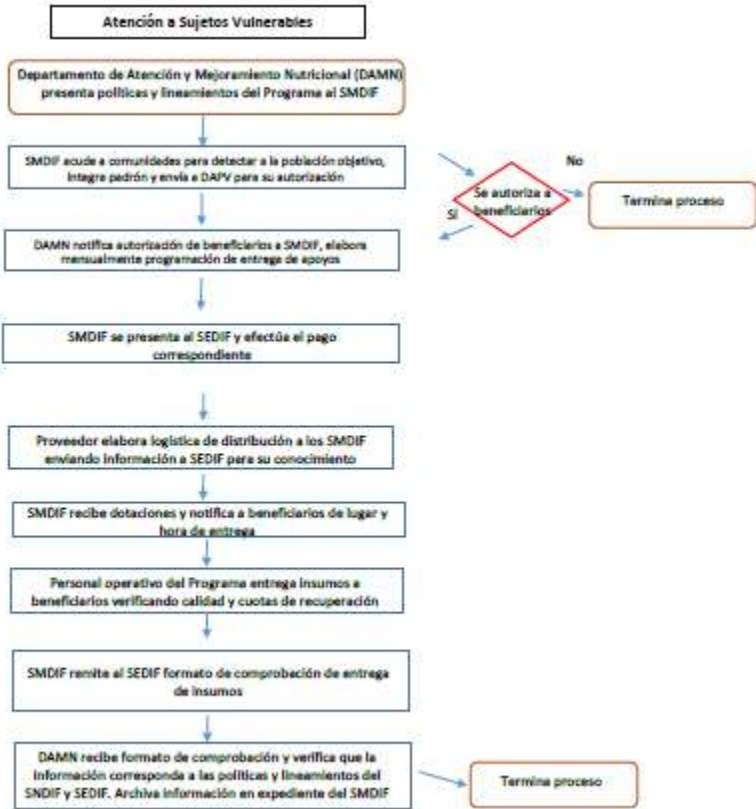 Atención a Sujetos Vulnerables
Departamento de Atención y Mejoramiento Nutricional (DAMN)
presenta políticas y lineamientos del Programa al SMDIF
SMDIF acude a comunidades para detectar a la población objetivo,
integra padrón y envía a DAPV para su autorización
No
Se autoriza a
beneficiarios
Si
Termina proceso
DAMN notifica autorización de beneficiarios a SMDIF, elabora
mensualmente programación de entrega de apoyos
SMDIF se presenta al SEDIF y efectúa el pago
correspondiente
Proveedor elabora logística de distribución a los SMDIF
enviando información a SEDIF para su conocimiento
SMDIF recibe dotaciones y notifica a beneficiarios de lugar y
hora de entrega
Personal operativo del Programa entrega insumos a
beneficiarios verificando calidad y cuotas de recuperación
SMDIF remite al SEDIF formato de comprobación de entrega
de insumos
DAMN recibe formato de comprobación y verifica que la
información corresponda a las políticas y lineamientos del
SNDIF y SEDIF. Archiva información en expediente del SMDIF
Termina proceso